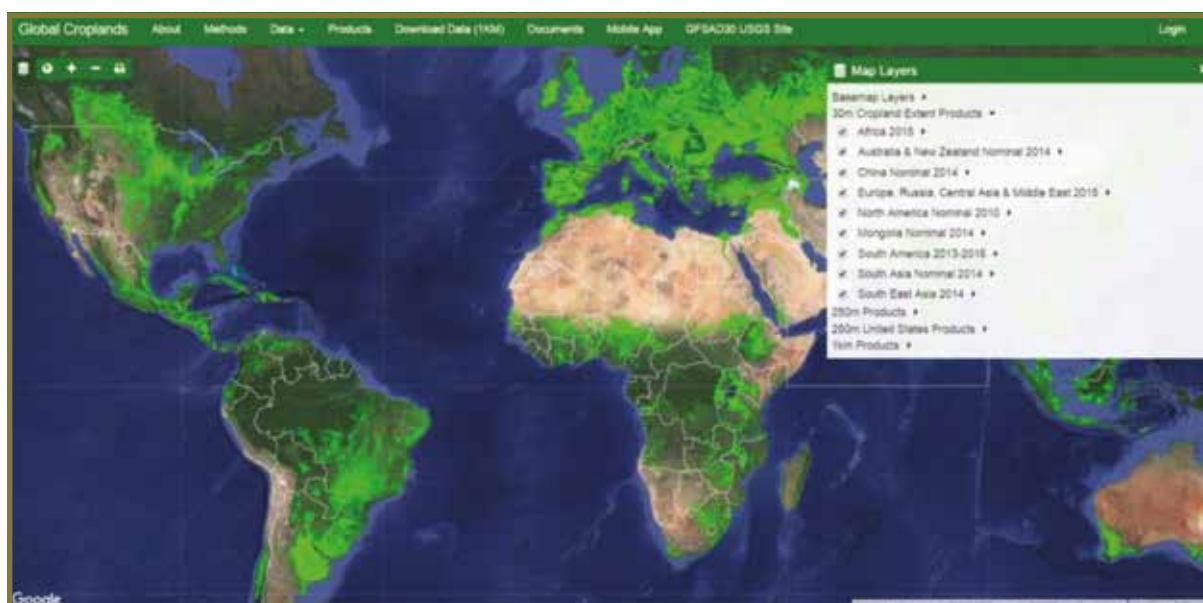 Global Croplands About Methods Data Products Download Data (1KM) Documents Mobile App GFSAD30 USGS Site Login
Map Layers
Basemap Layers
30m Cropland Extent Products
Africa 2015
Australia & New Zealand Nominal 2014
China Nominal 2014
Europe, Russia, Central Asia & Middle East 2015
North America Nominal 2010
Mongolia Nominal 2014
South America 2013-2015
South Asia Nominal 2014
South East Asia 2014
250m Products
250m United States Products
1km Products
Google